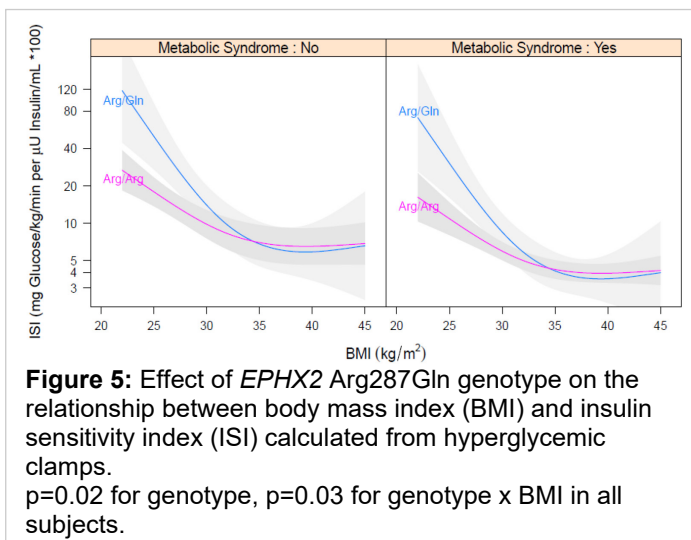 Metabolic Syndrome : No
Metabolic Syndrome : Yes
ISI (mg Glucose/kg/min per μU Insulin/mL *100)
120
80
40
20
10
5
4
3
Arg/Gln
Arg/Arg
Arg/Gln
Arg/Arg
20 25 30 35 40 45
20 25 30 35 40 45
BMI (kg/m²)
Figure 5: Effect of EPHX2 Arg287Gln genotype on the
relationship between body mass index (BMI) and insulin
sensitivity index (ISI) calculated from hyperglycemic
clamps.
p=0.02 for genotype, p=0.03 for genotype x BMI in all
subjects.